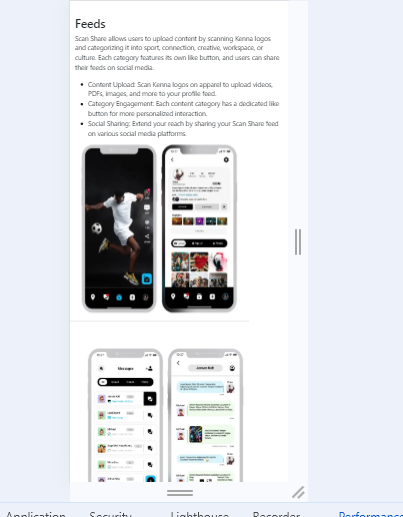 Feeds
Scan Share allows users to upload content by scanning Kenna logos
and categorizing it into sport, connection, creative, workspace, or
culture. Each category features its own like button, and users can share
their feeds on social media.
Content Upload: Scan Kenna logos on apparel to upload videos,
PDFs, images, and more to your profile feed.
Category Engagement: Each content category has a dedicated like
button for more personalized interaction.
Social Sharing: Extend your reach by sharing your Scan Share feed
on various social media platforms.
Messages
Application Security Lighthouse Recorder Performance